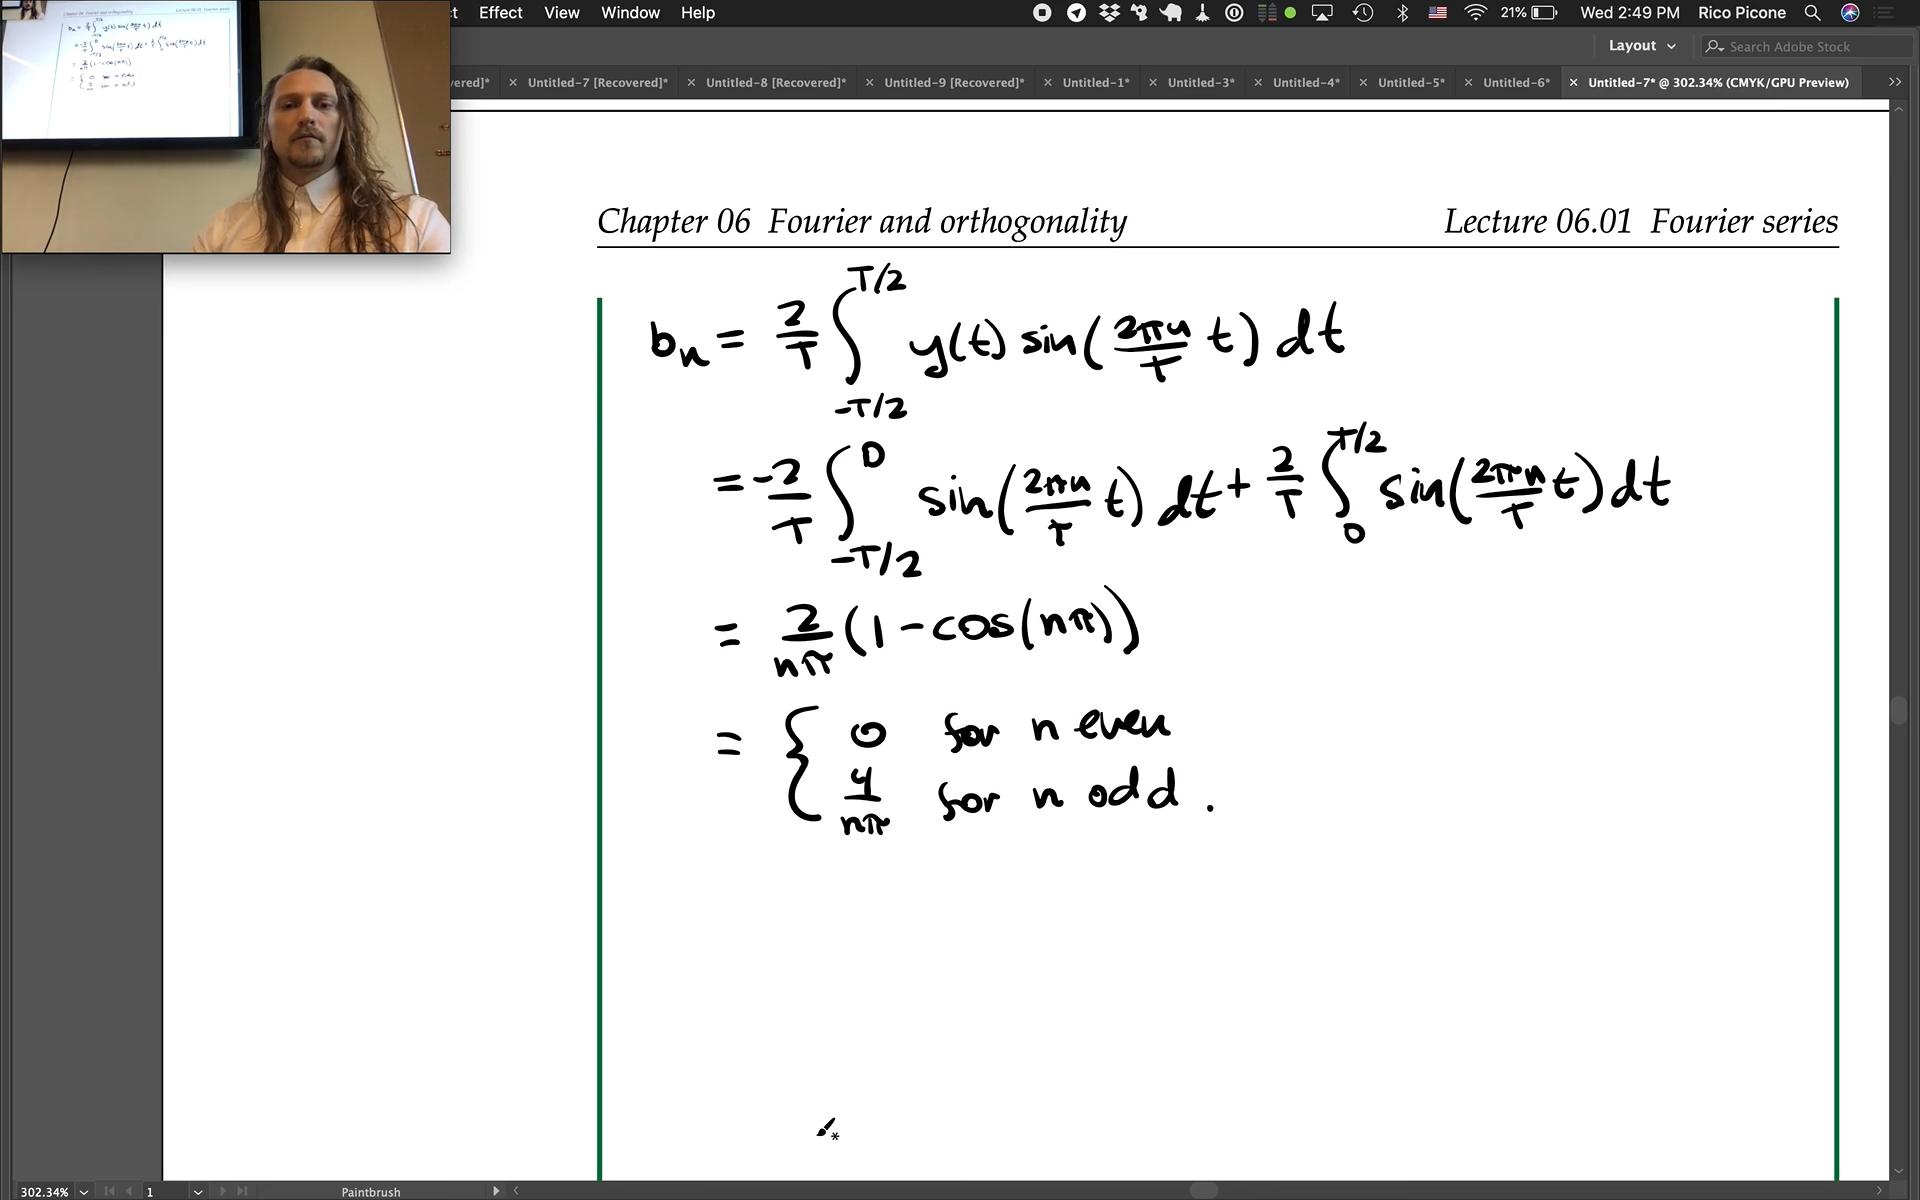 t Effect View Window Help 21% Wed 2:49 PM Rico Picone
Layout Search Adobe Stock
ered]* × Untitled-7 [Recovered]* × Untitled-8 [Recovered]* × Untitled-9 [Recovered]* × Untitled-1* × Untitled-3* × Untitled-4* × Untitled-5* × Untitled-6* × Untitled-7* @ 302.34% (CMYK/GPU Preview) >>
Chapter 06 Fourier and orthogonality Lecture 06.01 Fourier series
bₙ = 2/T ∫_{-T/2}^{T/2} y(t) sin(2πn/T t) dt
= -2/T ∫_{-T/2}^{0} sin(2πn/T t) dt + 2/T ∫_{0}^{T/2} sin(2πn/T t) dt
= 2/nπ (1 - cos(nπ))
= { 0 for n even
4/nπ for n odd .
302.34% 1 Paintbrush